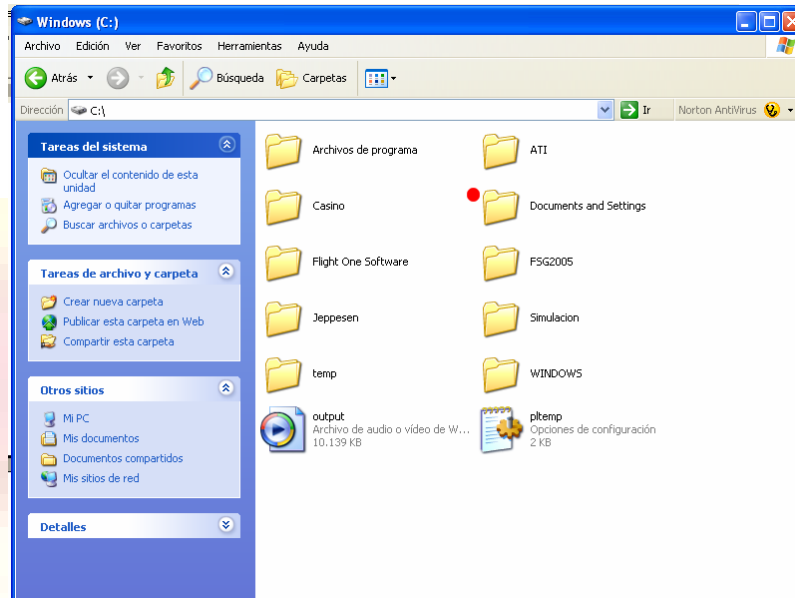 Windows (C:)
Archivo Edición Ver Favoritos Herramientas Ayuda
Atrás Búsqueda Carpetas
Dirección C:\ Ir Norton AntiVirus
Tareas del sistema
Ocultar el contenido de esta
unidad
Agregar o quitar programas
Buscar archivos o carpetas
Tareas de archivo y carpeta
Crear nueva carpeta
Publicar esta carpeta en Web
Compartir esta carpeta
Otros sitios
Mi PC
Mis documentos
Documentos compartidos
Mis sitios de red
Detalles
Archivos de programa
ATI
Casino
Documents and Settings
Flight One Software
FSG2005
Jeppesen
Simulacion
temp
WINDOWS
output
Archivo de audio o vídeo de W...
10.139 KB
pltemp
Opciones de configuración
2 KB